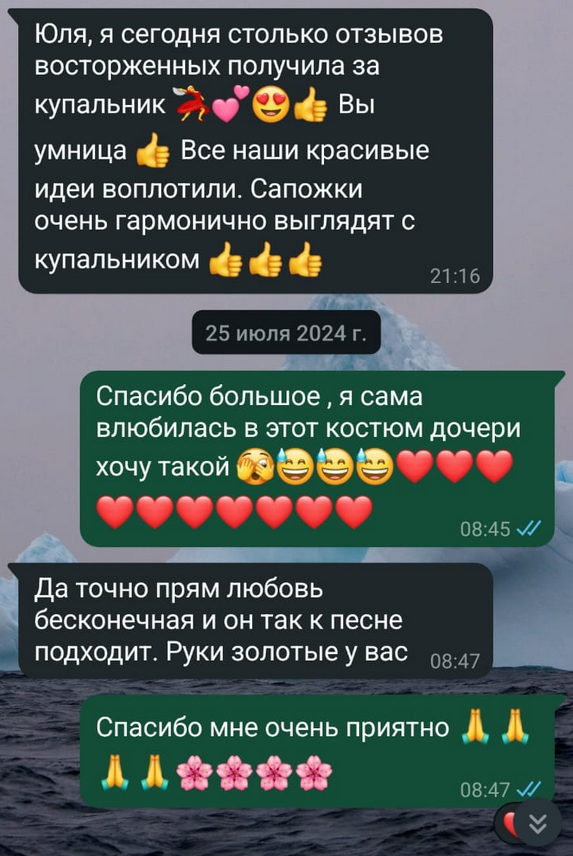 Юля, я сегодня столько отзывов
восторженных получила за
купальник 💃💕😍👍 Вы
умница 👍 Все наши красивые
идеи воплотили. Сапожки
очень гармонично выглядят с
купальником 👍👍👍
21:16
25 июля 2024 г.
Спасибо большое , я сама
влюбилась в этот костюм дочери
хочу такой 🫣😅😅😅❤️❤️❤️
❤️❤️❤️❤️❤️❤️❤️
08:45
Да точно прям любовь
бесконечная и он так к песне
подходит. Руки золотые у вас 08:47
Спасибо мне очень приятно 🙏🙏
🙏🙏🌸🌸🌸🌸
08:47